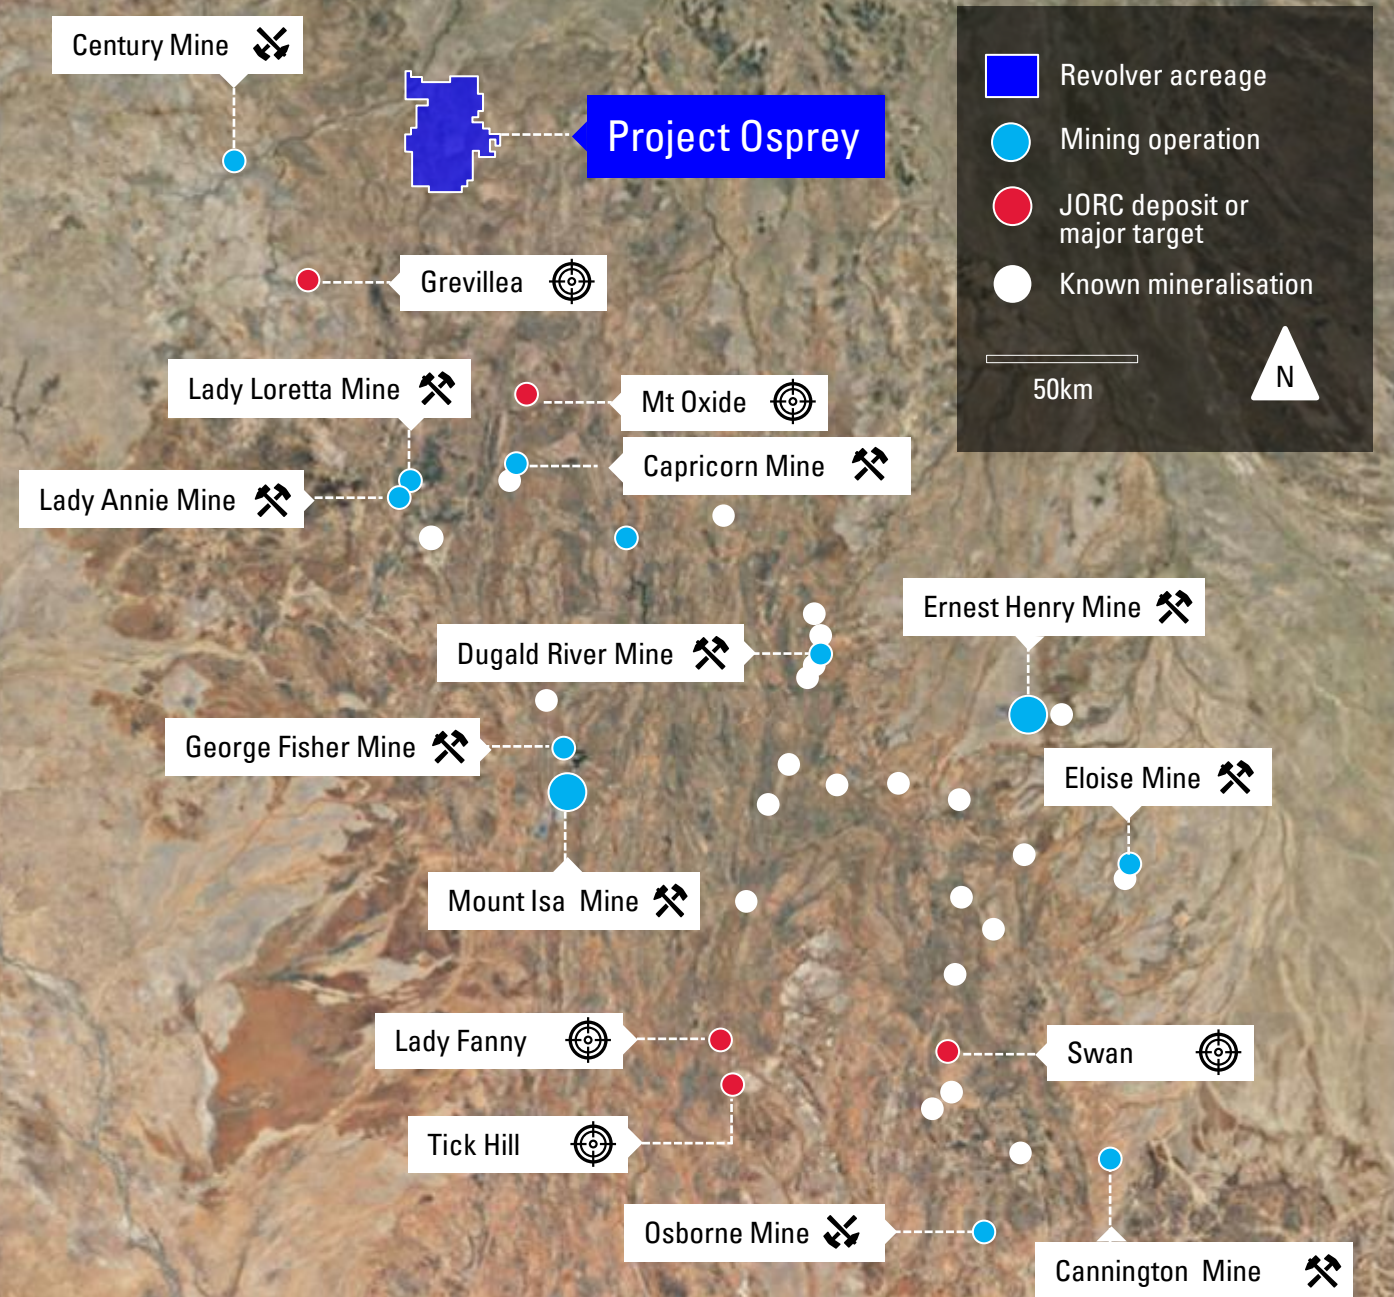 Century Mine
Project Osprey
Revolver acreage
Mining operation
JORC deposit or
major target
Known mineralisation
50km
N
Grevillea
Lady Loretta Mine
Mt Oxide
Capricorn Mine
Lady Annie Mine
Ernest Henry Mine
Dugald River Mine
George Fisher Mine
Eloise Mine
Mount Isa  Mine
Lady Fanny
Swan
Tick Hill
Osborne Mine
Cannington  Mine